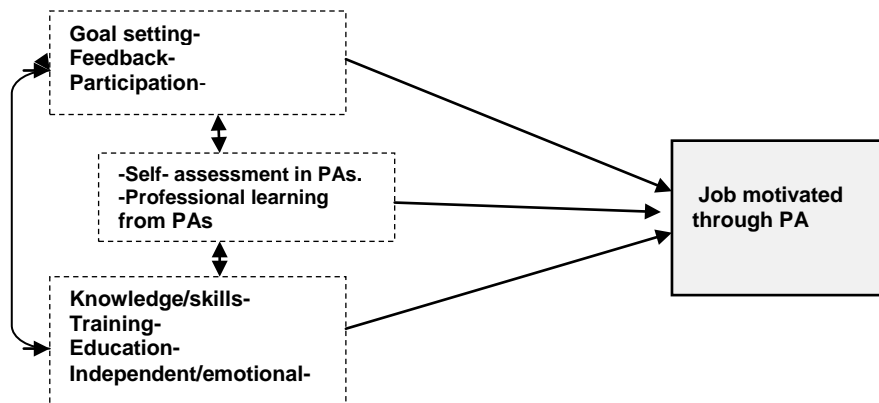 Goal setting-
Feedback-
Participation-
-Self- assessment in PAs.
-Professional learning
from PAs
Job motivated
through PA
Knowledge/skills-
Training-
Education-
Independent/emotional-